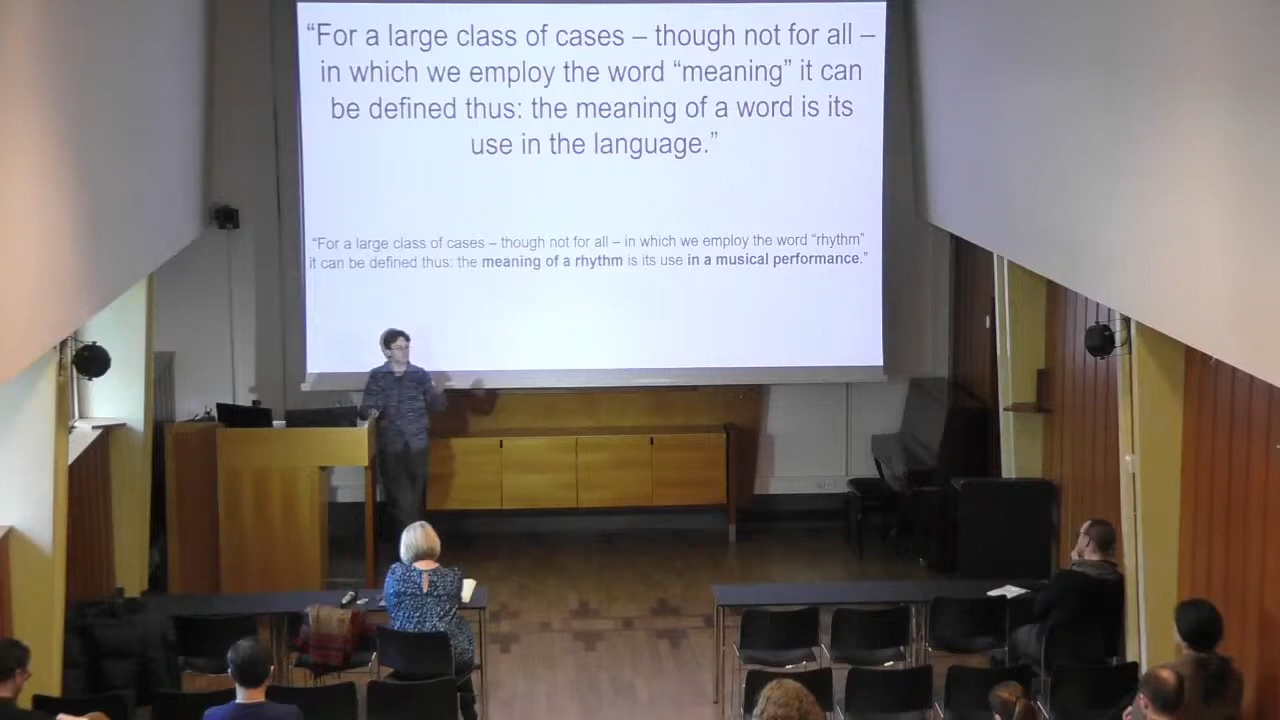 “For a large class of cases – though not for all –
in which we employ the word “meaning” it can
be defined thus: the meaning of a word is its
use in the language.”
“For a large class of cases – though not for all – in which we employ the word “rhythm”
it can be defined thus: the meaning of a rhythm is its use in a musical performance.”